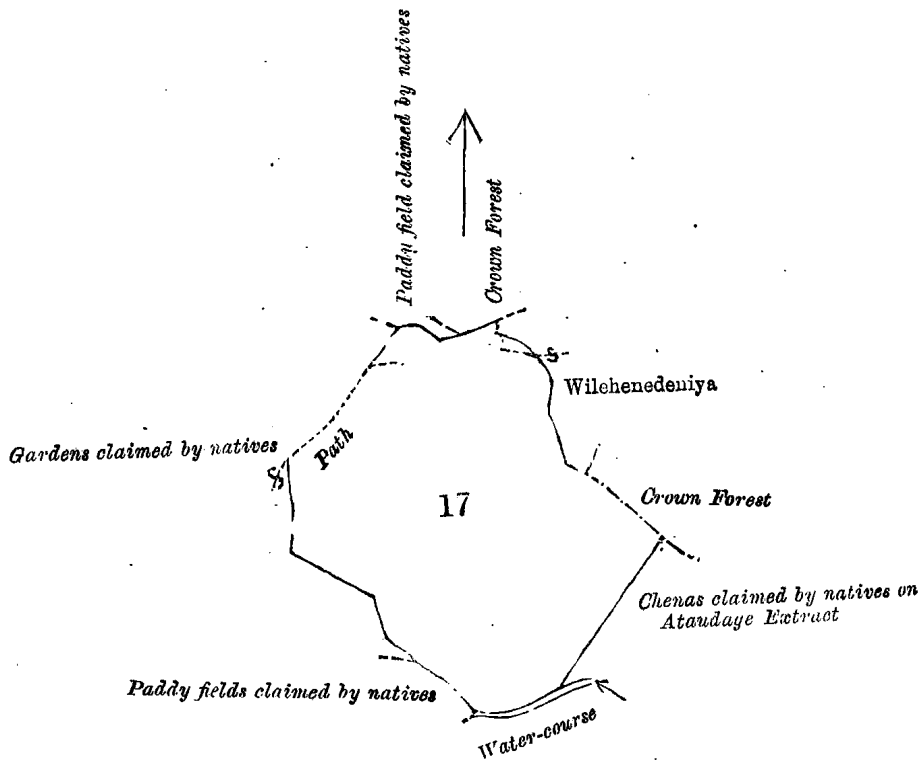 Paddy field claimed by natives
Crown Forest
Wilehenedeniya
Gardens claimed by natives
Path
17
Crown Forest
Chenas claimed by natives on
Ataudaye Extract
Paddy fields claimed by natives
Water-course